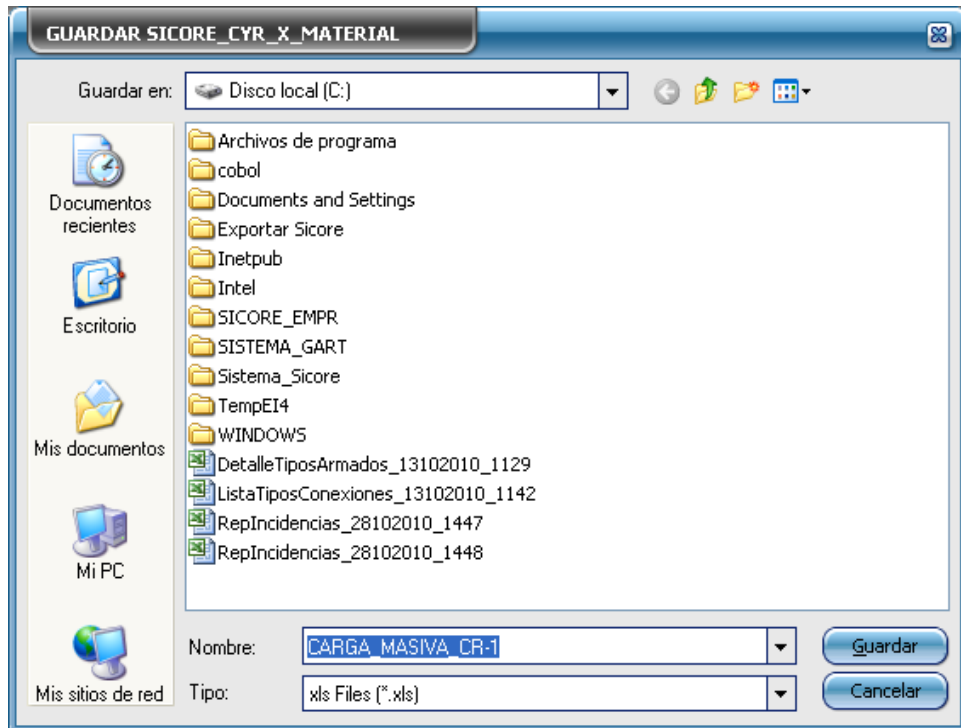 GUARDAR SICORE_CYR_X_MATERIAL
Guardar en:
Disco local (C:)
Documentos recientes
Escritorio
Mis documentos
Mi PC
Mis sitios de red
Archivos de programa
cobol
Documents and Settings
Exportar Sicore
Inetpub
Intel
SICORE_EMPR
SISTEMA_GART
Sistema_Sicore
TempEI4
WINDOWS
DetalleTiposArmados_13102010_1129
ListaTiposConexiones_13102010_1142
RepIncidencias_28102010_1447
RepIncidencias_28102010_1448
Nombre:
CARGA_MASIVA_CR-1
Guardar
Tipo:
xls Files (*.xls)
Cancelar